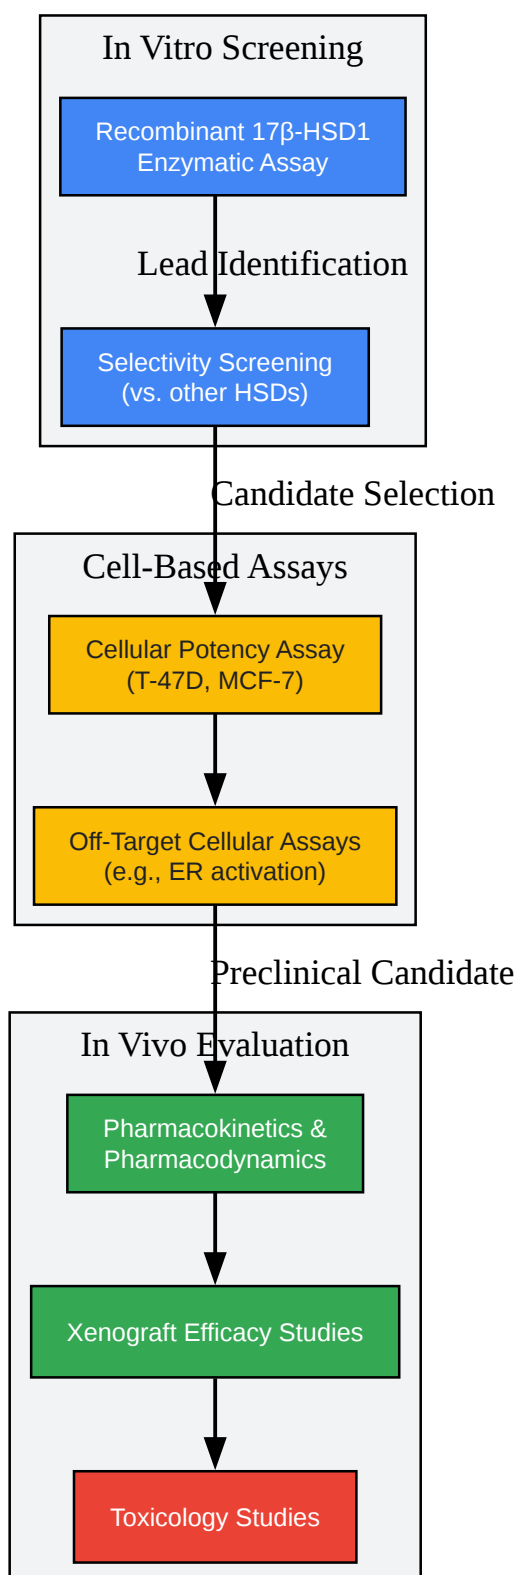 In Vitro Screening
Recombinant 17β-HSD1
Enzymatic Assay
Lead Identification
Selectivity Screening
(vs. other HSDs)
Candidate Selection
Cell-Based Assays
Cellular Potency Assay
(T-47D, MCF-7)
Off-Target Cellular Assays
(e.g., ER activation)
Preclinical Candidate
In Vivo Evaluation
Pharmacokinetics &
Pharmacodynamics
Xenograft Efficacy Studies
Toxicology Studies